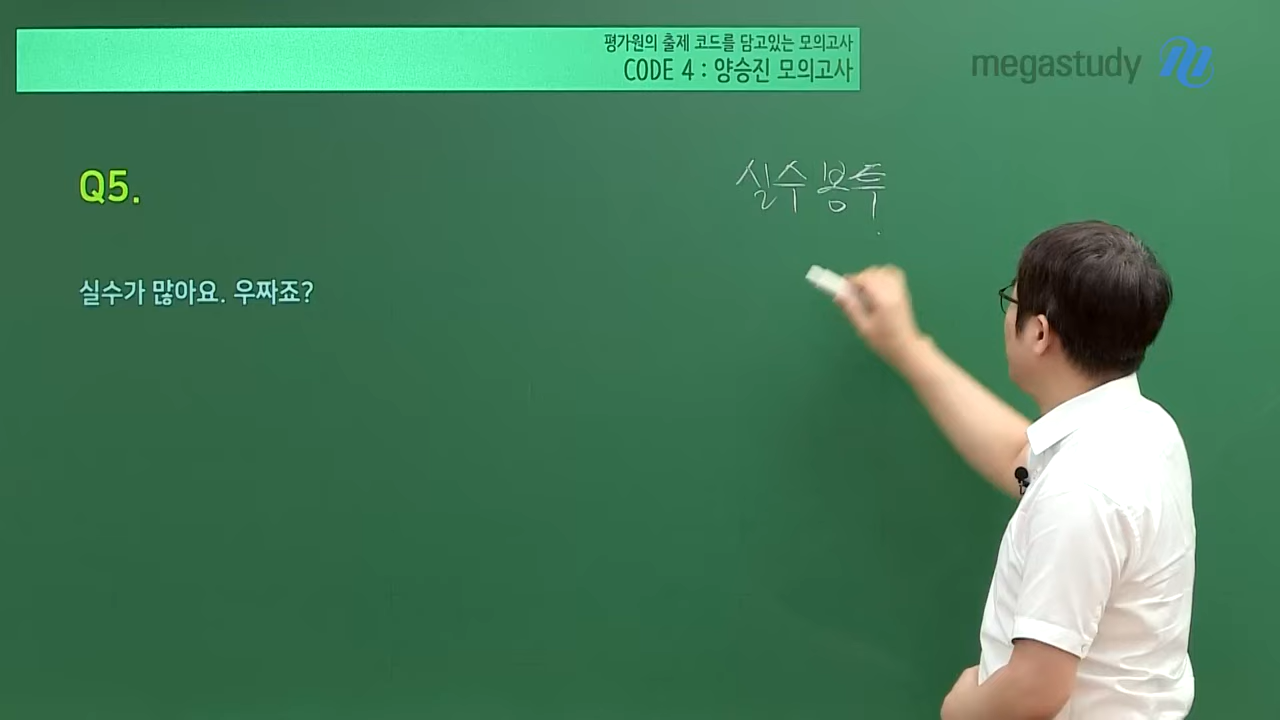 평가원의 출제 코드를 담고있는 모의고사
CODE 4 : 양승진 모의고사
megastudy
Q5.
실수봉투
실수가 많아요. 우짜죠?